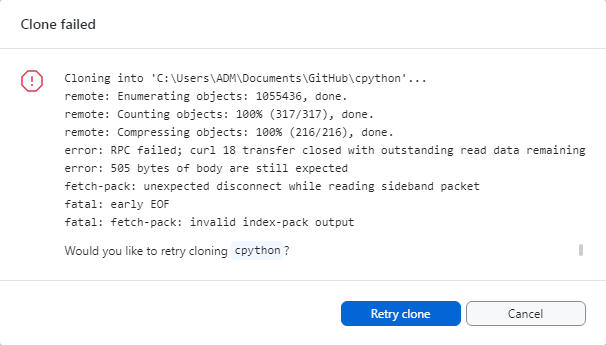 Clone failed
Cloning into 'C:\Users\ADM\Documents\GitHub\cpython'...
remote: Enumerating objects: 1055436, done.
remote: Counting objects: 100% (317/317), done.
remote: Compressing objects: 100% (216/216), done.
error: RPC failed; curl 18 transfer closed with outstanding read data remaining
error: 505 bytes of body are still expected
fetch-pack: unexpected disconnect while reading sideband packet
fatal: early EOF
fatal: fetch-pack: invalid index-pack output
Would you like to retry cloning cpython?
Retry clone
Cancel